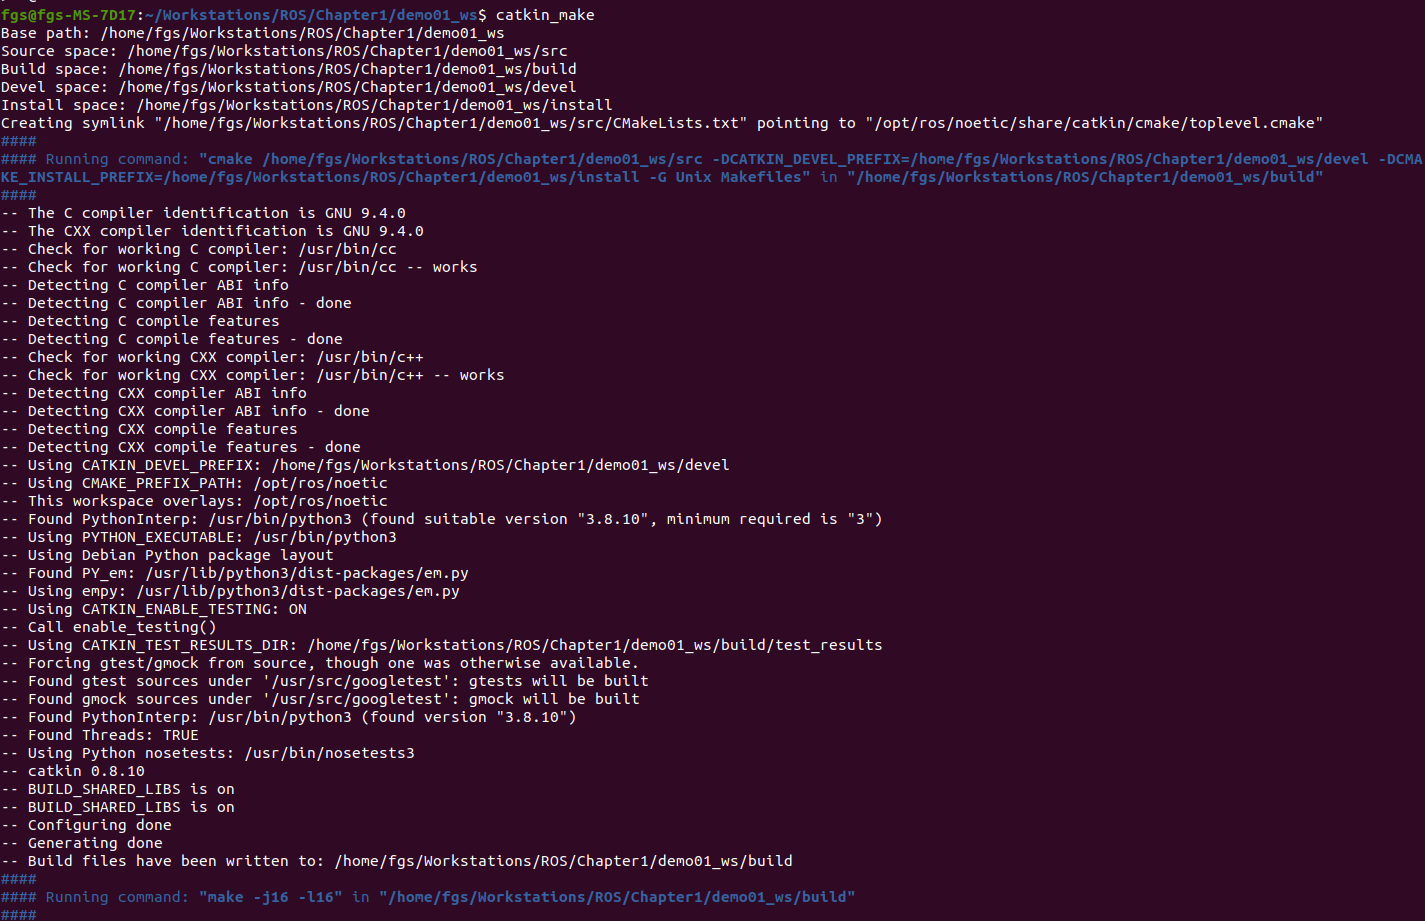 fgs@fgs-MS-7D17:~/Workstations/ROS/Chapter1/demo01_ws$ catkin_make
Base path: /home/fgs/Workstations/ROS/Chapter1/demo01_ws
Source space: /home/fgs/Workstations/ROS/Chapter1/demo01_ws/src
Build space: /home/fgs/Workstations/ROS/Chapter1/demo01_ws/build
Devel space: /home/fgs/Workstations/ROS/Chapter1/demo01_ws/devel
Install space: /home/fgs/Workstations/ROS/Chapter1/demo01_ws/install
Creating symlink "/home/fgs/Workstations/ROS/Chapter1/demo01_ws/src/CMakeLists.txt" pointing to "/opt/ros/noetic/share/catkin/cmake/toplevel.cmake"
####
#### Running command: "cmake /home/fgs/Workstations/ROS/Chapter1/demo01_ws/src -DCATKIN_DEVEL_PREFIX=/home/fgs/Workstations/ROS/Chapter1/demo01_ws/devel -DCMA
KE_INSTALL_PREFIX=/home/fgs/Workstations/ROS/Chapter1/demo01_ws/install -G Unix Makefiles" in "/home/fgs/Workstations/ROS/Chapter1/demo01_ws/build"
####
-- The C compiler identification is GNU 9.4.0
-- The CXX compiler identification is GNU 9.4.0
-- Check for working C compiler: /usr/bin/cc
-- Check for working C compiler: /usr/bin/cc -- works
-- Detecting C compiler ABI info
-- Detecting C compiler ABI info - done
-- Detecting C compile features
-- Detecting C compile features - done
-- Check for working CXX compiler: /usr/bin/c++
-- Check for working CXX compiler: /usr/bin/c++ -- works
-- Detecting CXX compiler ABI info
-- Detecting CXX compiler ABI info - done
-- Detecting CXX compile features
-- Detecting CXX compile features - done
-- Using CATKIN_DEVEL_PREFIX: /home/fgs/Workstations/ROS/Chapter1/demo01_ws/devel
-- Using CMAKE_PREFIX_PATH: /opt/ros/noetic
-- This workspace overlays: /opt/ros/noetic
-- Found PythonInterp: /usr/bin/python3 (found suitable version "3.8.10", minimum required is "3")
-- Using PYTHON_EXECUTABLE: /usr/bin/python3
-- Using Debian Python package layout
-- Found PY_em: /usr/lib/python3/dist-packages/em.py
-- Using empy: /usr/lib/python3/dist-packages/em.py
-- Using CATKIN_ENABLE_TESTING: ON
-- Call enable_testing()
-- Using CATKIN_TEST_RESULTS_DIR: /home/fgs/Workstations/ROS/Chapter1/demo01_ws/build/test_results
-- Forcing gtest/gmock from source, though one was otherwise available.
-- Found gtest sources under '/usr/src/googletest': gtests will be built
-- Found gmock sources under '/usr/src/googletest': gmock will be built
-- Found PythonInterp: /usr/bin/python3 (found version "3.8.10")
-- Found Threads: TRUE
-- Using Python nosetests: /usr/bin/nosetests3
-- catkin 0.8.10
-- BUILD_SHARED_LIBS is on
-- BUILD_SHARED_LIBS is on
-- Configuring done
-- Generating done
-- Build files have been written to: /home/fgs/Workstations/ROS/Chapter1/demo01_ws/build
####
#### Running command: "make -j16 -l16" in "/home/fgs/Workstations/ROS/Chapter1/demo01_ws/build"
####